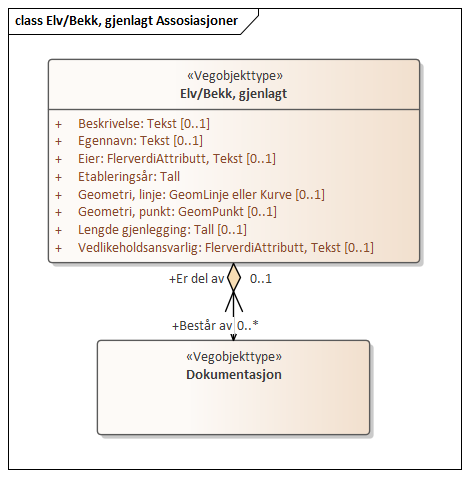 class Elv/Bekk, gjenlagt Assosiasjoner
«Vegobjekttype»
Elv/Bekk, gjenlagt
+ Beskrivelse: Tekst [0..1]
+ Egennavn: Tekst [0..1]
+ Eier: FlerverdiAttributt, Tekst [0..1]
+ Etableringsår: Tall
+ Geometri, linje: GeomLinje eller Kurve [0..1]
+ Geometri, punkt: GeomPunkt [0..1]
+ Lengde gjenlegging: Tall [0..1]
+ Vedlikeholdsansvarlig: FlerverdiAttributt, Tekst [0..1]
+Er del av 0..1
+Består av 0..*
«Vegobjekttype»
Dokumentasjon